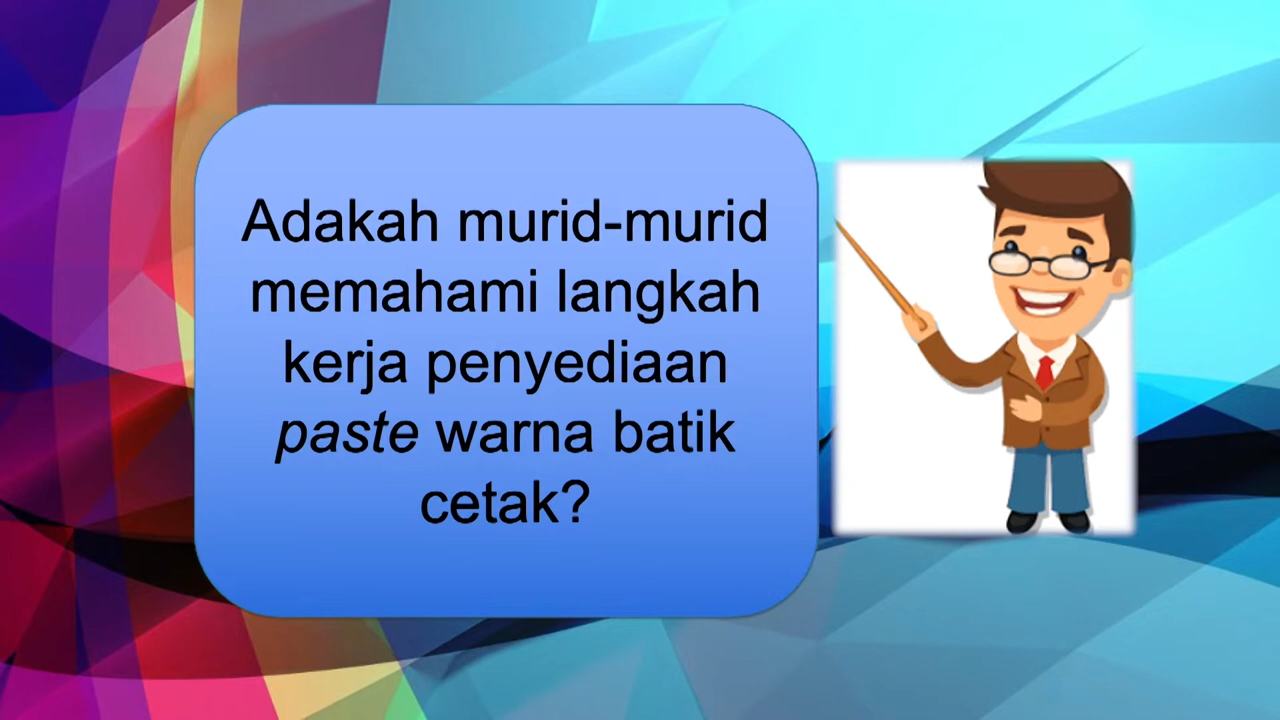 Adakah murid-murid
memahami langkah
kerja penyediaan
paste warna batik
cetak?